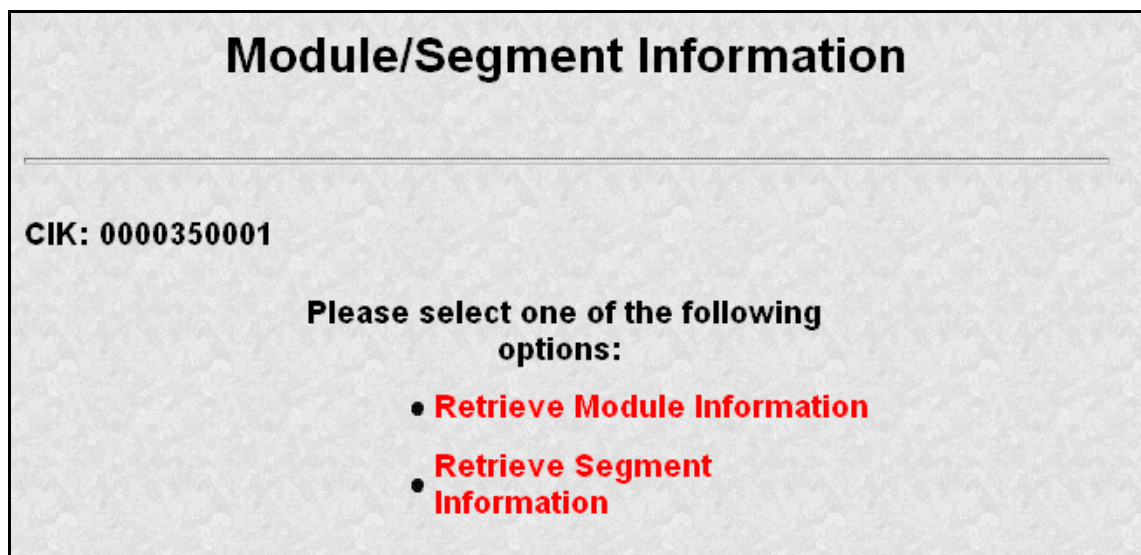 Module/Segment Information
CIK: 0000350001
Please select one of the following
options:
• Retrieve Module Information
• Retrieve Segment
Information